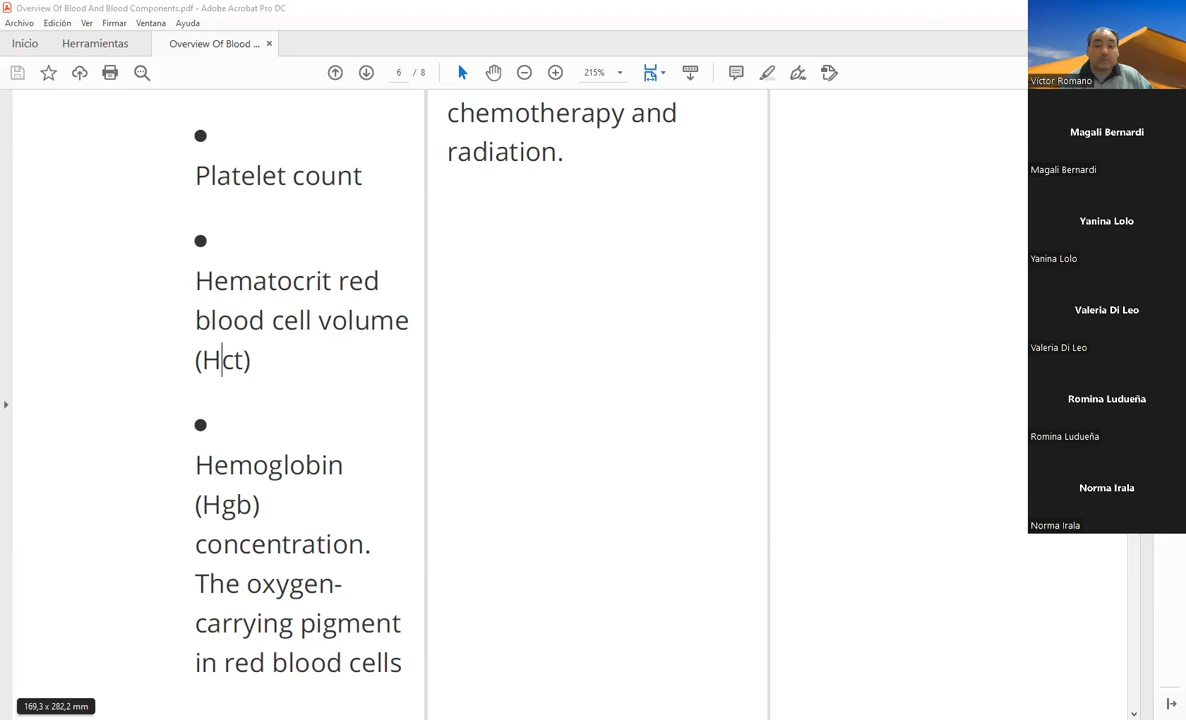 Overview Of Blood And Blood Components.pdf - Adobe Acrobat Pro DC
Archivo Edición Ver Firmar Ventana Ayuda
Inicio Herramientas Overview Of Blood ... ×
6 / 8 215%
chemotherapy and
radiation.
●
Platelet count
●
Hematocrit red
blood cell volume
(Hct)
●
Hemoglobin
(Hgb)
concentration.
The oxygen-
carrying pigment
in red blood cells
169,3 x 282,2 mm
Víctor Romano
Magali Bernardi
Magali Bernardi
Yanina Lolo
Yanina Lolo
Valeria Di Leo
Valeria Di Leo
Romina Ludueña
Romina Ludueña
Norma Irala
Norma Irala